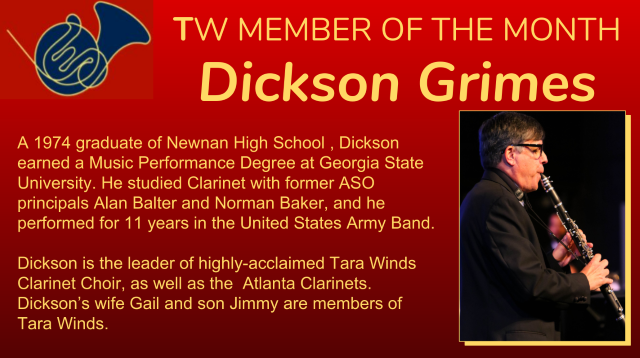 TW MEMBER OF THE MONTH
Dickson Grimes
A 1974 graduate of Newnan High School , Dickson
earned a Music Performance Degree at Georgia State
University. He studied Clarinet with former ASO
principals Alan Balter and Norman Baker, and he
performed for 11 years in the United States Army Band.
Dickson is the leader of highly-acclaimed Tara Winds
Clarinet Choir, as well as the  Atlanta Clarinets.
Dickson's wife Gail and son Jimmy are members of
Tara Winds.